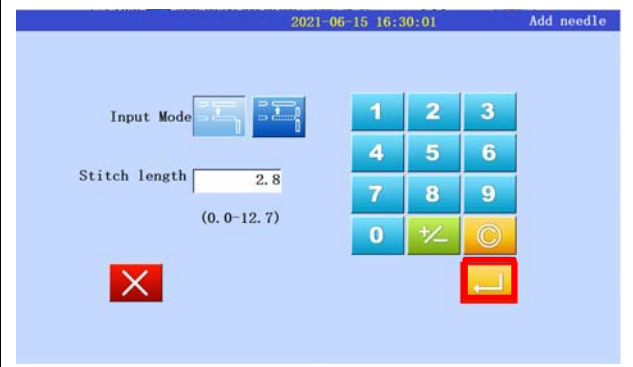 2021-06-15 16:30:01 Add needle
Input Mode
1 2 3
4 5 6
Stitch length 2.8
7 8 9
(0.0-12.7)
0 +/- C